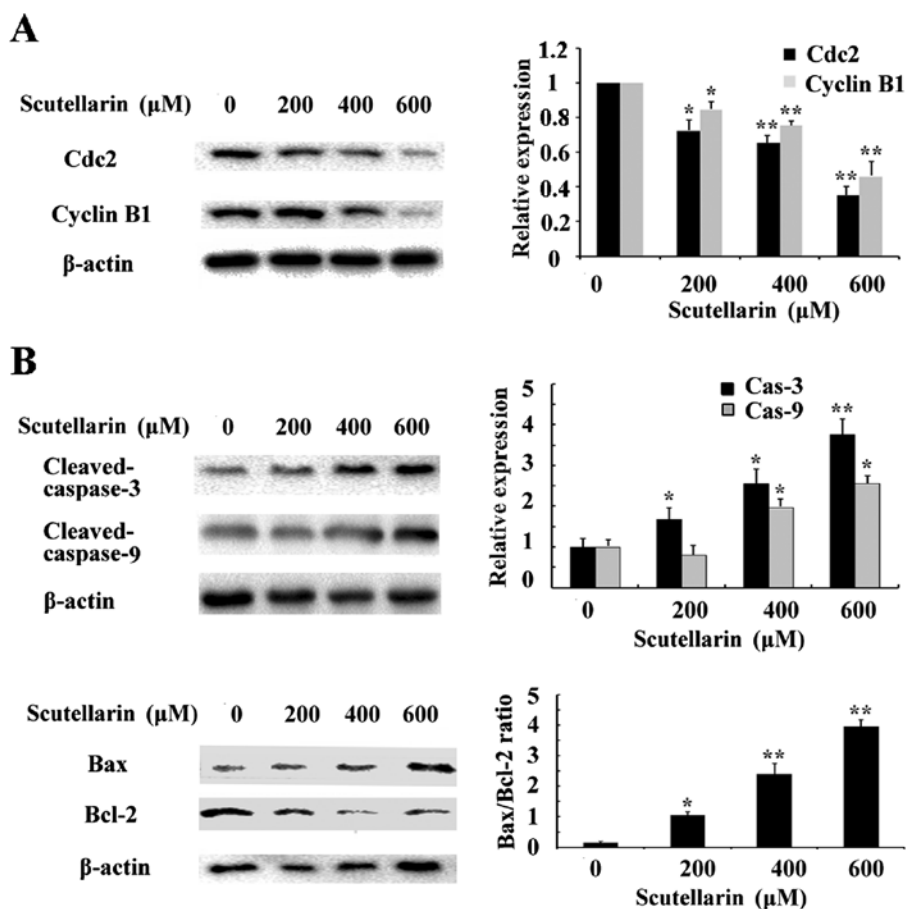 A
Scutellarin (μM) 0 200 400 600
Cdc2
Cyclin B1
β-actin
Relative expression
1.2
1
0.8
0.6
0.4
0.2
0
Cdc2
Cyclin B1
* * ** ** ** **
0 200 400 600
Scutellarin (μM)
B
Scutellarin (μM) 0 200 400 600
Cleaved-
caspase-3
Cleaved-
caspase-9
β-actin
Relative expression
5
4
3
2
1
0
Cas-3
Cas-9
* * * ** *
0 200 400 600
Scutellarin (μM)
Scutellarin (μM) 0 200 400 600
Bax
Bcl-2
β-actin
Bax/Bcl-2 ratio
5
4
3
2
1
0
* ** **
0 200 400 600
Scutellarin (μM)